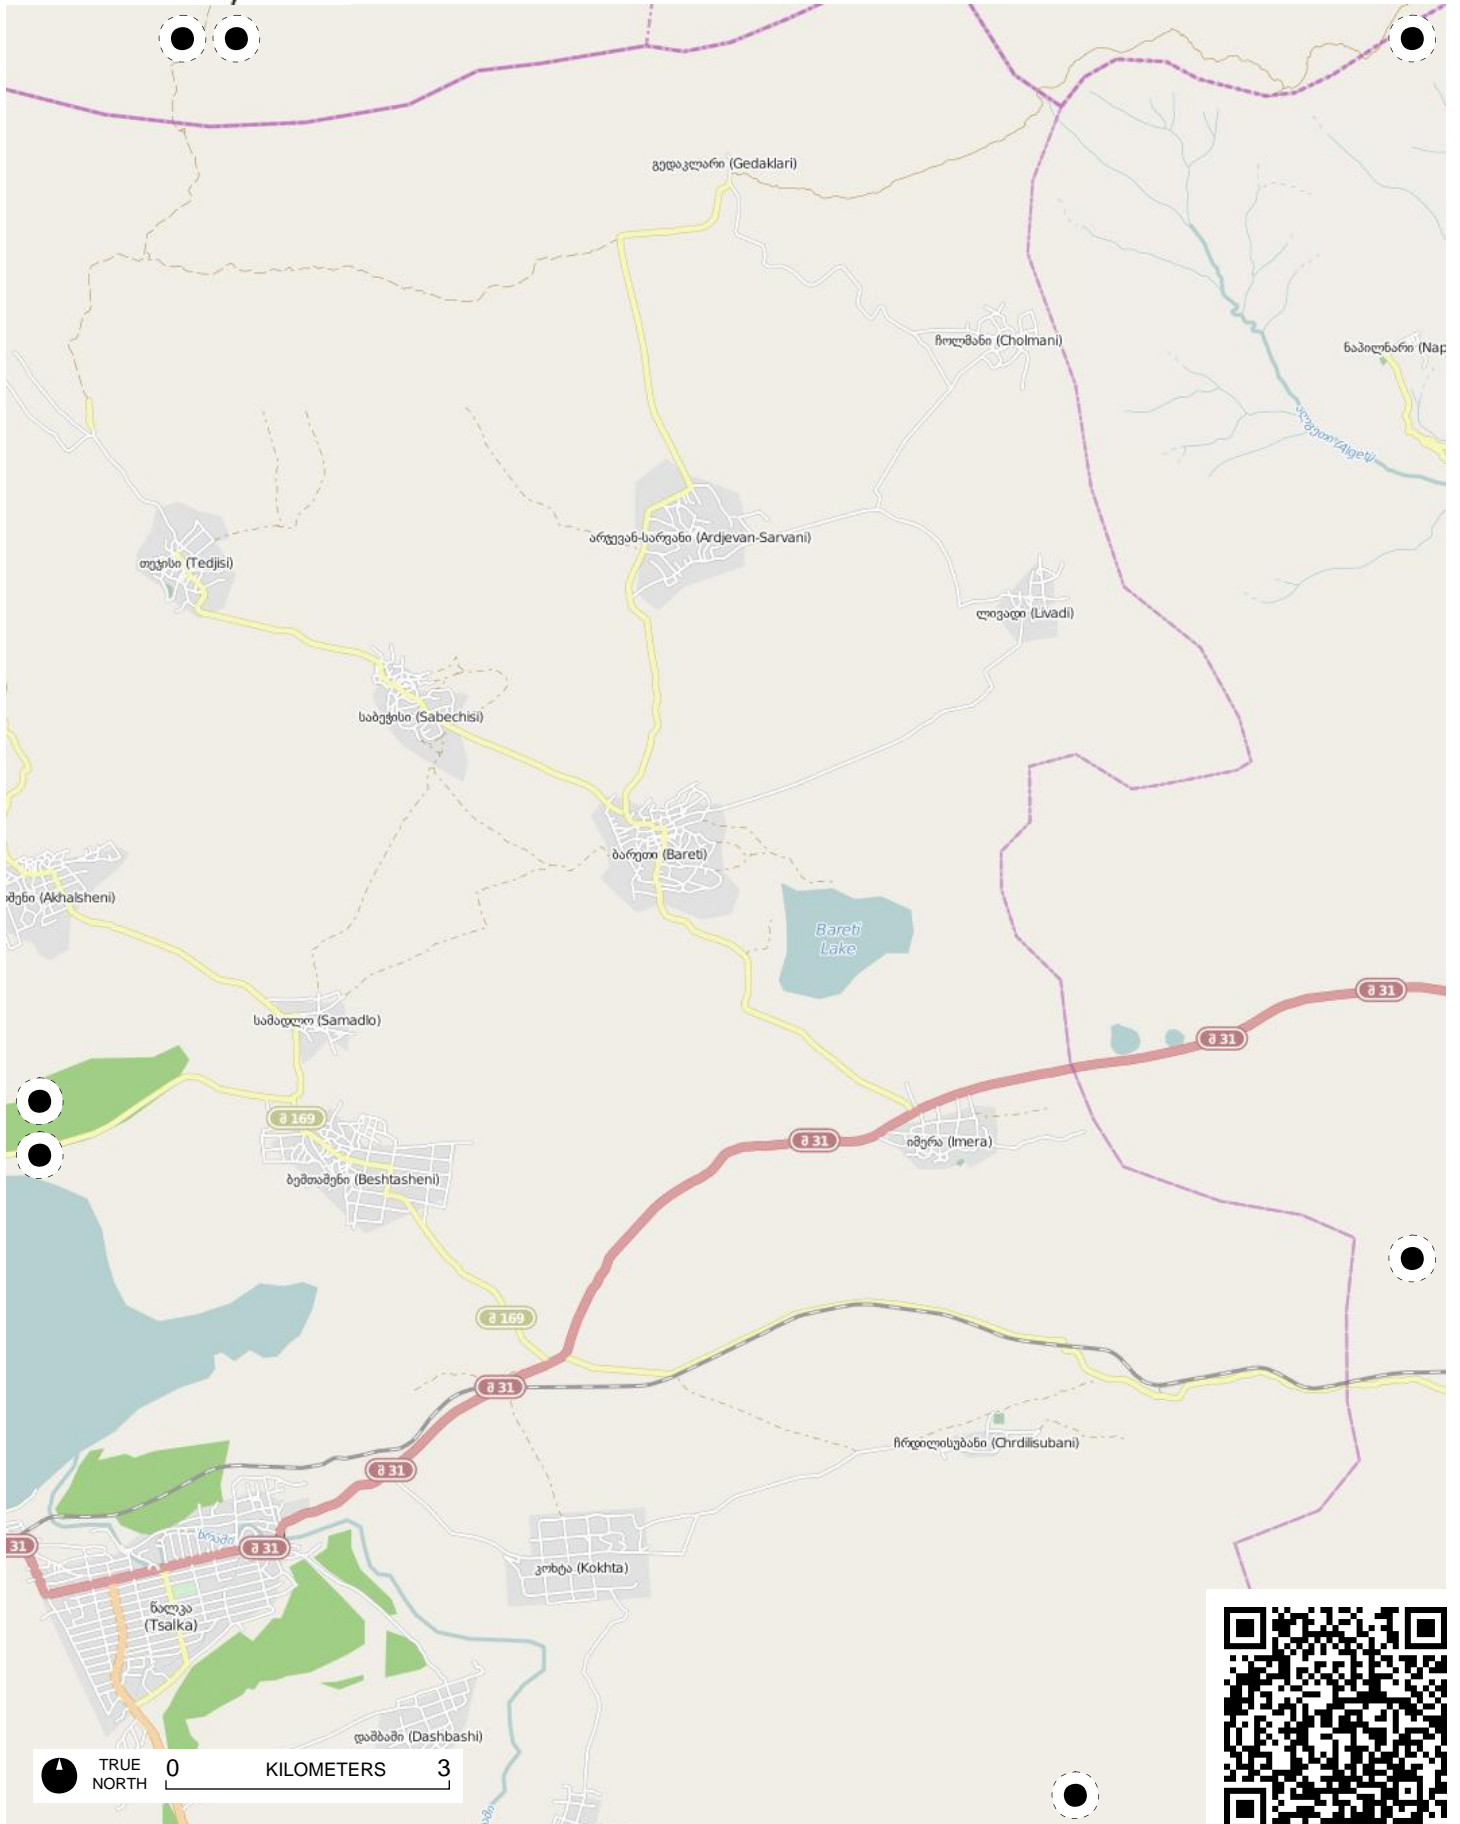 გედაკლარი (Gedaklari)
ჩოლმანი (Cholmani)
ნაპილნარი (Nap
ალგეთი (Algeti)
არჯევან-სარვანი (Ardjevan-Sarvani)
თეჯისი (Tedjisi)
ლივადი (Livadi)
საბეჭისი (Sabechisi)
ბარეთი (Bareti)
შენი (Akhalsheni)
Bareti
Lake
შ 31
სამადლო (Samadlo)
შ 31
შ 169
შ 31
იმერა (Imera)
ბეშთაშენი (Beshtasheni)
შ 169
შ 31
ჩრდილისუბანი (Chrdilisubani)
შ 31
ხრამი
31
შ 31
კოხტა (Kokhta)
წალკა
(Tsalka)
დაშბაში (Dashbashi)
TRUE
NORTH
0 KILOMETERS 3